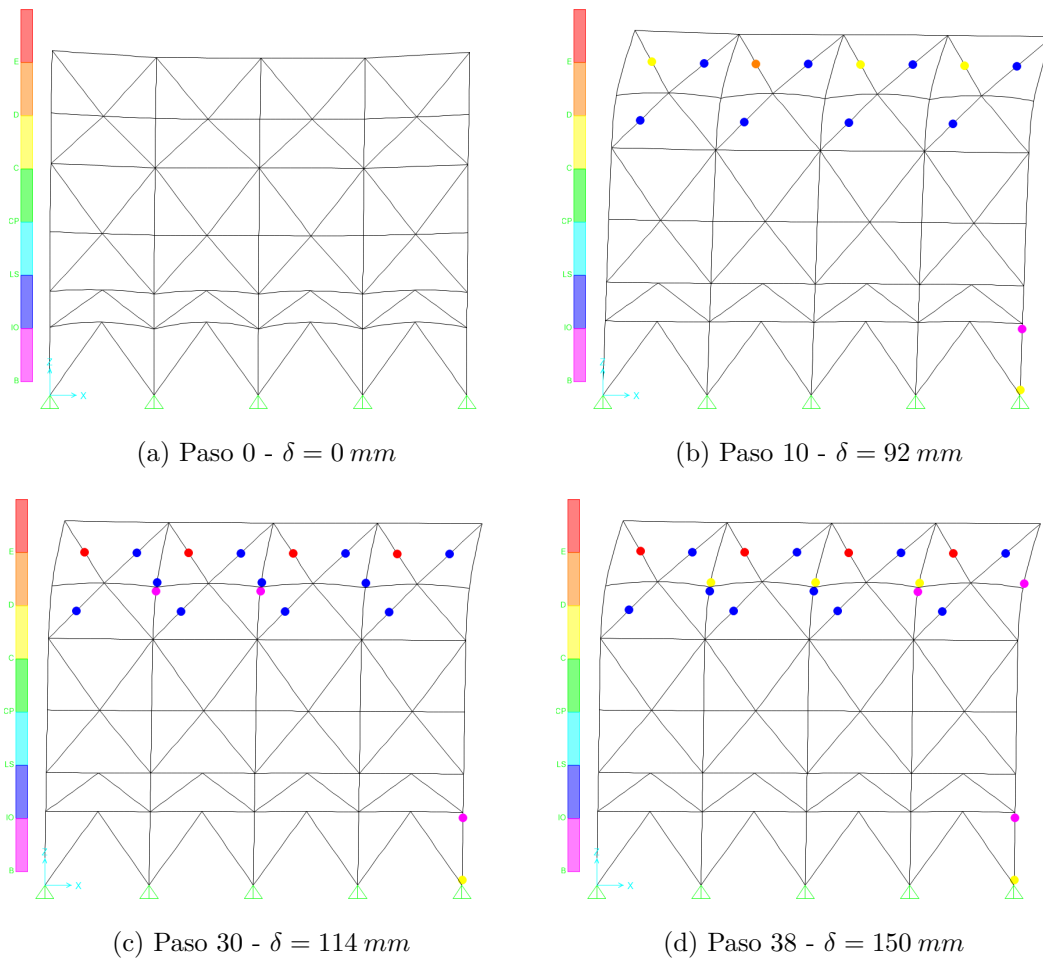 E
D
C
CP
LS
IO
B
Z
X
(a) Paso 0 - δ = 0 mm
E
D
C
CP
LS
IO
B
Z
X
(b) Paso 10 - δ = 92 mm
E
D
C
CP
LS
IO
B
Z
X
(c) Paso 30 - δ = 114 mm
E
D
C
CP
LS
IO
B
Z
X
(d) Paso 38 - δ = 150 mm